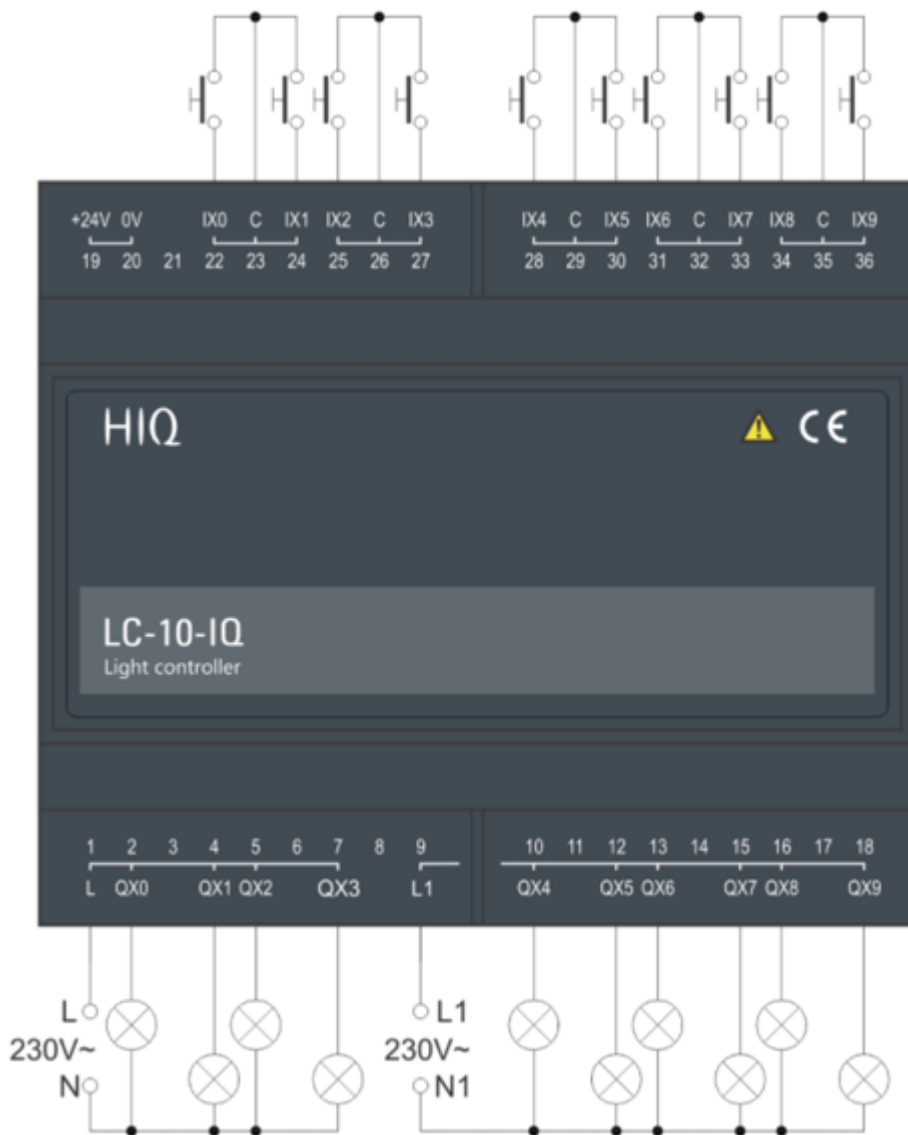 +24V 0V IX0 C IX1 IX2 C IX3 IX4 C IX5 IX6 C IX7 IX8 C IX9
19 20 21 22 23 24 25 26 27 28 29 30 31 32 33 34 35 36
HIQ CE
LC-10-IQ
Light controller
1 2 3 4 5 6 7 8 9 10 11 12 13 14 15 16 17 18
L QX0 QX1 QX2 QX3 L1 QX4 QX5 QX6 QX7 QX8 QX9
L L1
230V~ 230V~
N N1